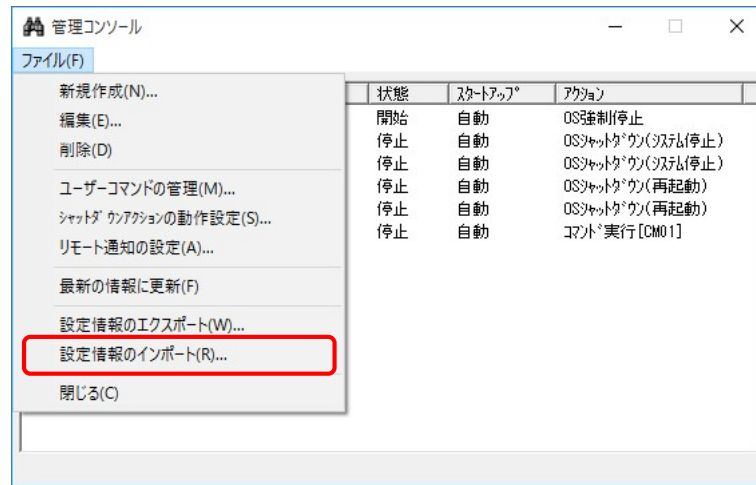 管理コンソール
ファイル(F)
新規作成(N)...
編集(E)...
削除(D)
ユーザーコマンドの管理(M)...
ｼｬｯﾄﾀﾞｳﾝｱｸｼｮﾝの動作設定(S)...
リモート通知の設定(A)...
最新の情報に更新(F)
設定情報のエクスポート(W)...
設定情報のインポート(R)...
閉じる(C)
状態 ｽﾀｰﾄｱｯﾌﾟ ｱｸｼｮﾝ
開始 自動 OS強制停止
停止 自動 OSｼｬｯﾄﾀﾞｳﾝ(ｼｽﾃﾑ停止)
停止 自動 OSｼｬｯﾄﾀﾞｳﾝ(ｼｽﾃﾑ停止)
停止 自動 OSｼｬｯﾄﾀﾞｳﾝ(再起動)
停止 自動 OSｼｬｯﾄﾀﾞｳﾝ(再起動)
停止 自動 ｺﾏﾝﾄﾞ実行[CM01]